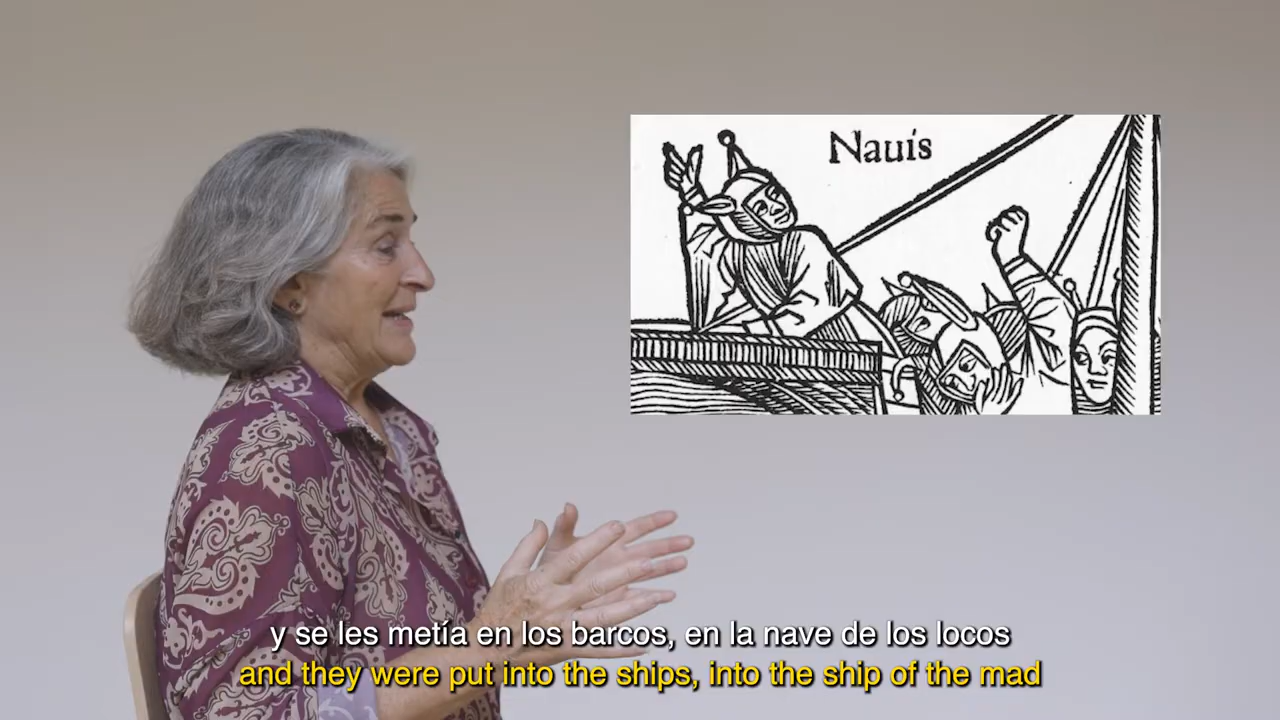 Nauis
y se les metía en los barcos, en la nave de los locos
and they were put into the ships, into the ship of the mad